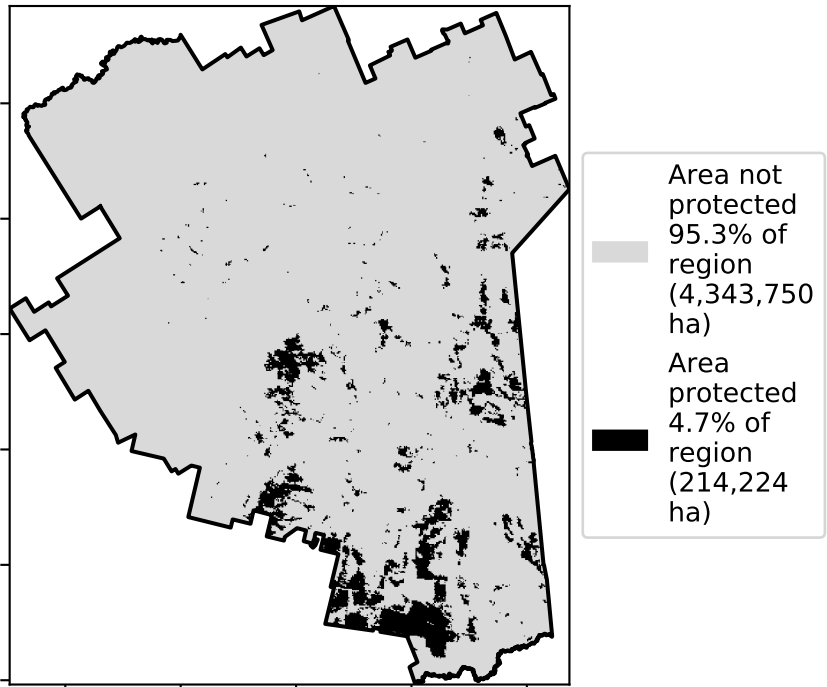 Area not
protected
95.3% of
region
(4,343,750
ha)
Area
protected
4.7% of
region
(214,224
ha)